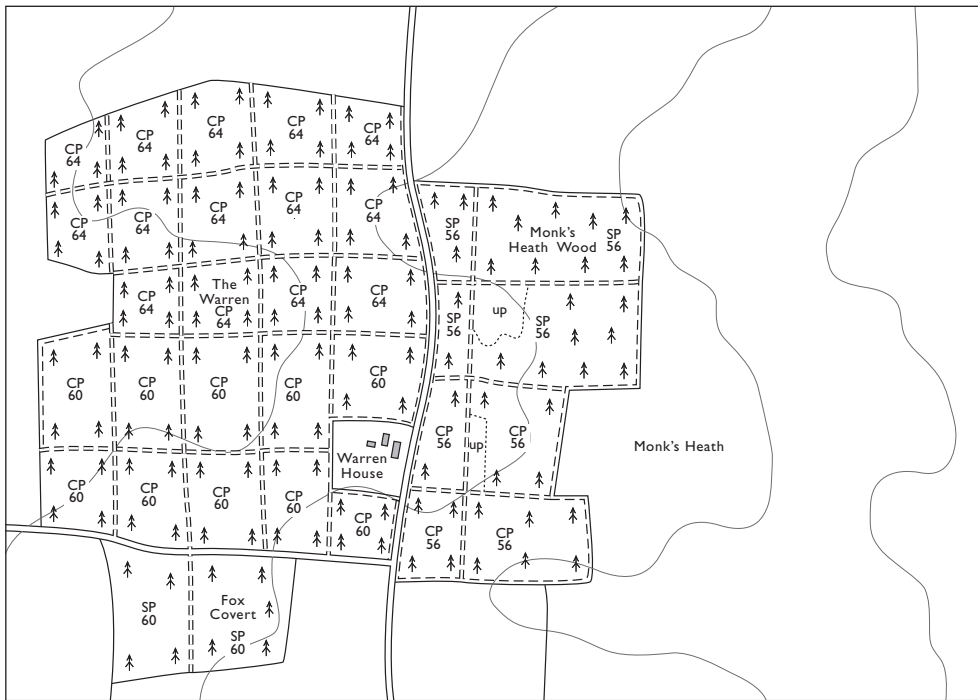 CP
64
CP
64
CP
64
CP
64
CP
64
CP
64
CP
64
CP
64
CP
64
CP
64
SP
56
Monk's
Heath Wood
SP
56
CP
64
The
Warren
CP
64
CP
64
CP
64
SP
56
up
SP
56
CP
60
CP
60
CP
60
CP
60
CP
60
CP
56
up
CP
56
Monk's Heath
Warren
House
CP
60
CP
60
CP
60
CP
60
CP
60
CP
56
CP
56
SP
60
Fox
Covert
SP
60